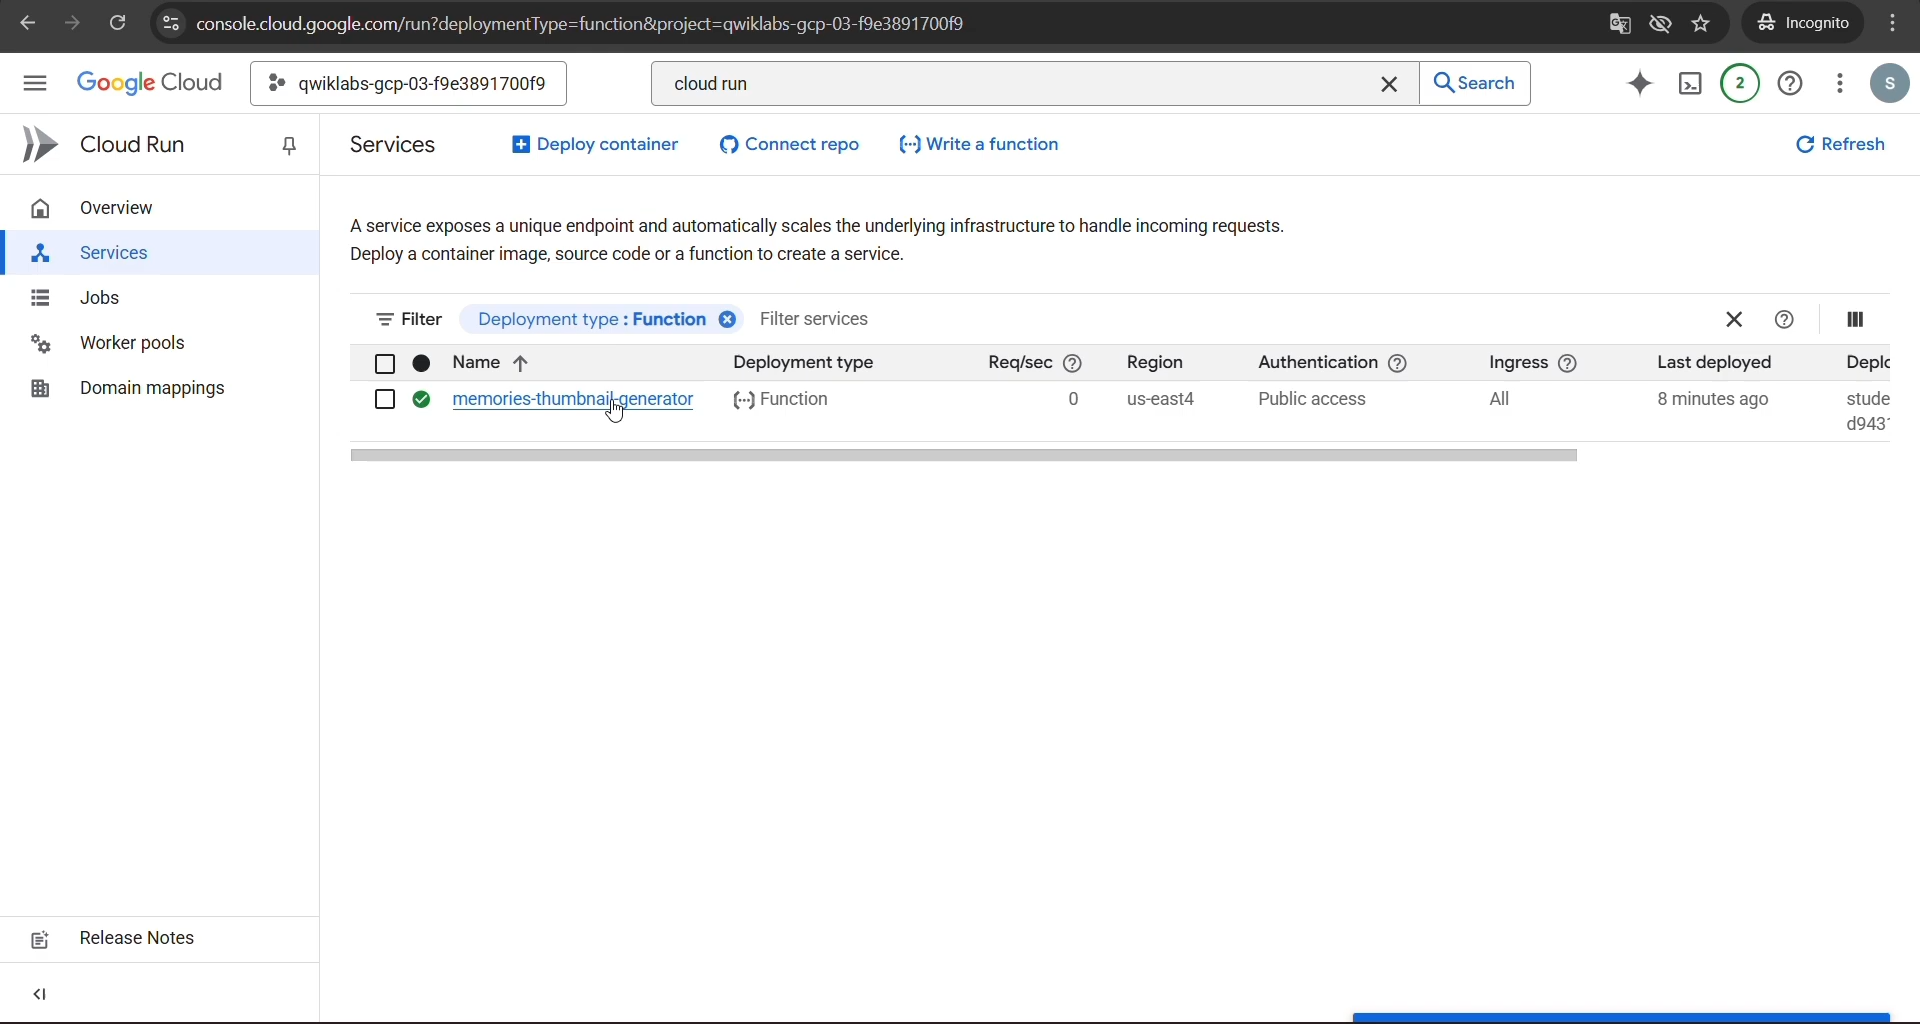 console.cloud.google.com/run?deploymentType=function&project=qwiklabs-gcp-03-f9e3891700f9
Incognito
Google Cloud
qwiklabs-gcp-03-f9e3891700f9
cloud run
Search
2
S
Cloud Run
Services
Deploy container
Connect repo
Write a function
Refresh
Overview
Services
Jobs
Worker pools
Domain mappings
A service exposes a unique endpoint and automatically scales the underlying infrastructure to handle incoming requests.
Deploy a container image, source code or a function to create a service.
Filter Deployment type : Function Filter services
Name Deployment type Req/sec Region Authentication Ingress Last deployed Deplo
memories-thumbnail-generator Function 0 us-east4 Public access All 8 minutes ago stude
d9431
Release Notes